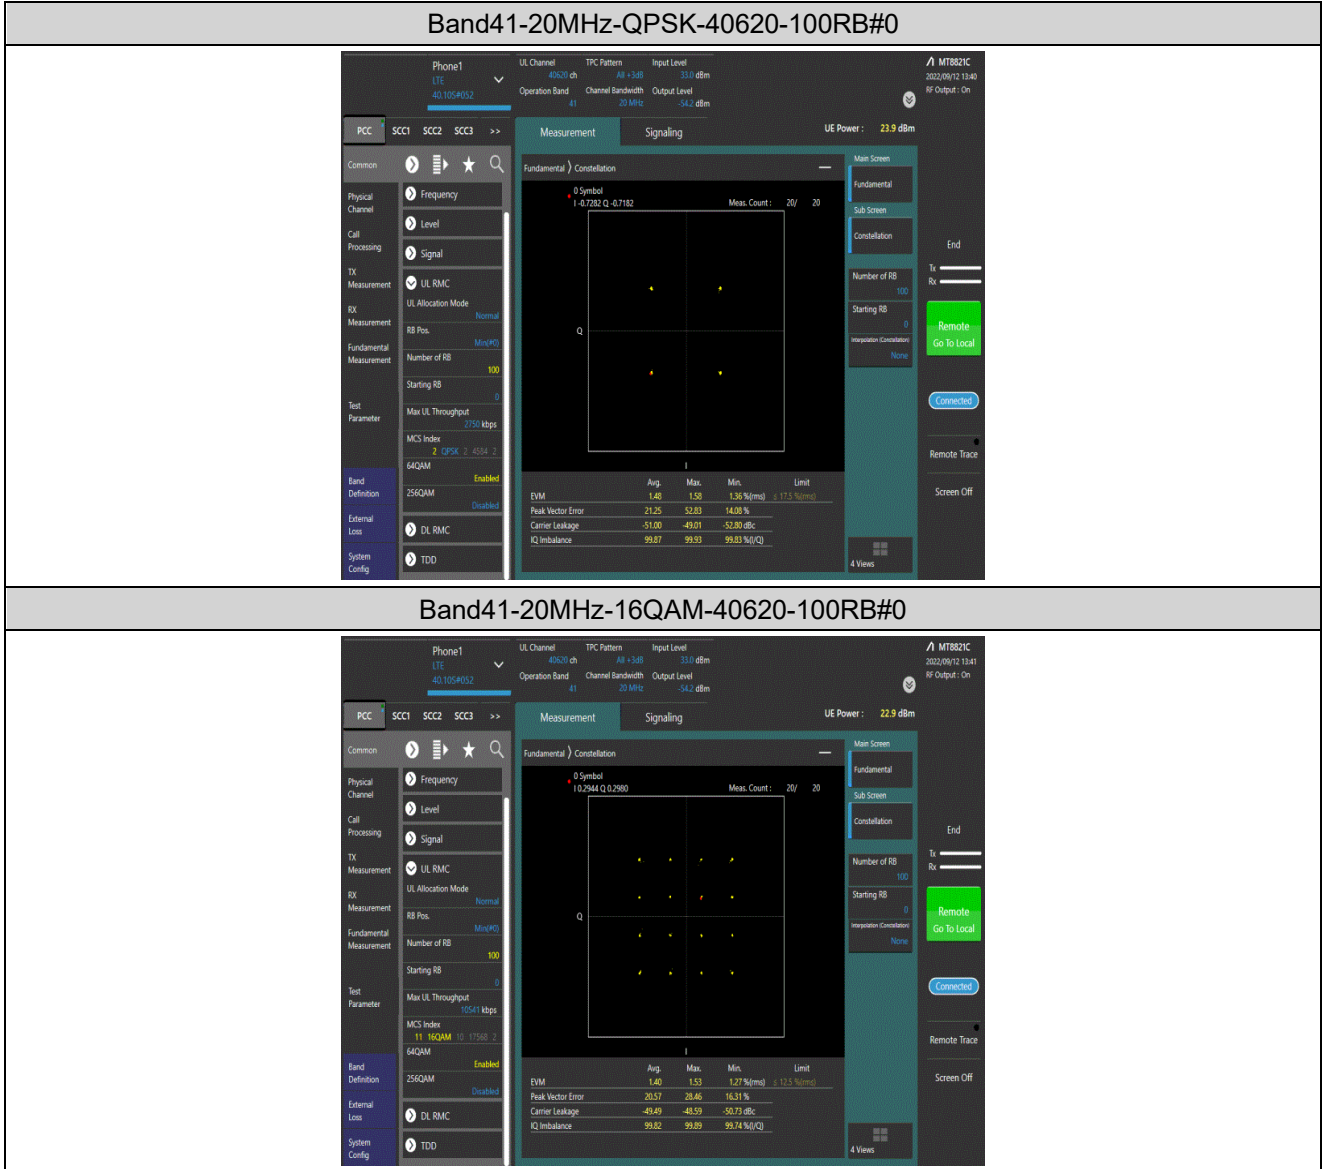 Band41-20MHz-QPSK-40620-100RB#0
Phone1
LTE
40.10S#052
UL Channel TPC Pattern Input Level
40620 ch All +3dB 33.0 dBm
Operation Band Channel Bandwidth Output Level
41 20 MHz -54.2 dBm
MT8821C
2022/09/12 13:40
RF Output : On
PCC SCC1 SCC2 SCC3 >>
Measurement Signaling
UE Power : 23.9 dBm
Common
Physical
Channel
Call
Processing
TX
Measurement
RX
Measurement
Fundamental
Measurement
Test
Parameter
Band
Definition
External
Loss
System
Config
Frequency
Level
Signal
UL RMC
UL Allocation Mode
Normal
RB Pos.
Min(#0)
Number of RB
100
Starting RB
0
Max UL Throughput
2750 kbps
MCS Index
2 QPSK 2 4584 2
64QAM
Enabled
256QAM
Disabled
DL RMC
TDD
Fundamental > Constellation
0 Symbol
I -0.7282 Q -0.7182
Meas. Count : 20/ 20
Q
I
Avg. Max. Min. Limit
EVM 1.48 1.58 1.36 %(rms) ≤ 17.5 %(rms)
Peak Vector Error 21.25 52.83 14.08 %
Carrier Leakage -51.00 -49.01 -52.80 dBc
IQ Imbalance 99.87 99.93 99.83 %(I/Q)
Main Screen
Fundamental
Sub Screen
Constellation
Number of RB
100
Starting RB
0
Interpolation (Constellation)
None
4 Views
End
Tx
Rx
Remote
Go To Local
Connected
Remote Trace
Screen Off
Band41-20MHz-16QAM-40620-100RB#0
Phone1
LTE
40.10S#052
UL Channel TPC Pattern Input Level
40620 ch All +3dB 33.0 dBm
Operation Band Channel Bandwidth Output Level
41 20 MHz -54.2 dBm
MT8821C
2022/09/12 13:41
RF Output : On
PCC SCC1 SCC2 SCC3 >>
Measurement Signaling
UE Power : 22.9 dBm
Common
Physical
Channel
Call
Processing
TX
Measurement
RX
Measurement
Fundamental
Measurement
Test
Parameter
Band
Definition
External
Loss
System
Config
Frequency
Level
Signal
UL RMC
UL Allocation Mode
Normal
RB Pos.
Min(#0)
Number of RB
100
Starting RB
0
Max UL Throughput
10541 kbps
MCS Index
11 16QAM 10 17568 2
64QAM
Enabled
256QAM
Disabled
DL RMC
TDD
Fundamental > Constellation
0 Symbol
I 0.2944 Q 0.2980
Meas. Count : 20/ 20
Q
I
Avg. Max. Min. Limit
EVM 1.40 1.53 1.27 %(rms) ≤ 12.5 %(rms)
Peak Vector Error 20.57 28.46 16.31 %
Carrier Leakage -49.49 -48.59 -50.73 dBc
IQ Imbalance 99.82 99.89 99.74 %(I/Q)
Main Screen
Fundamental
Sub Screen
Constellation
Number of RB
100
Starting RB
0
Interpolation (Constellation)
None
4 Views
End
Tx
Rx
Remote
Go To Local
Connected
Remote Trace
Screen Off